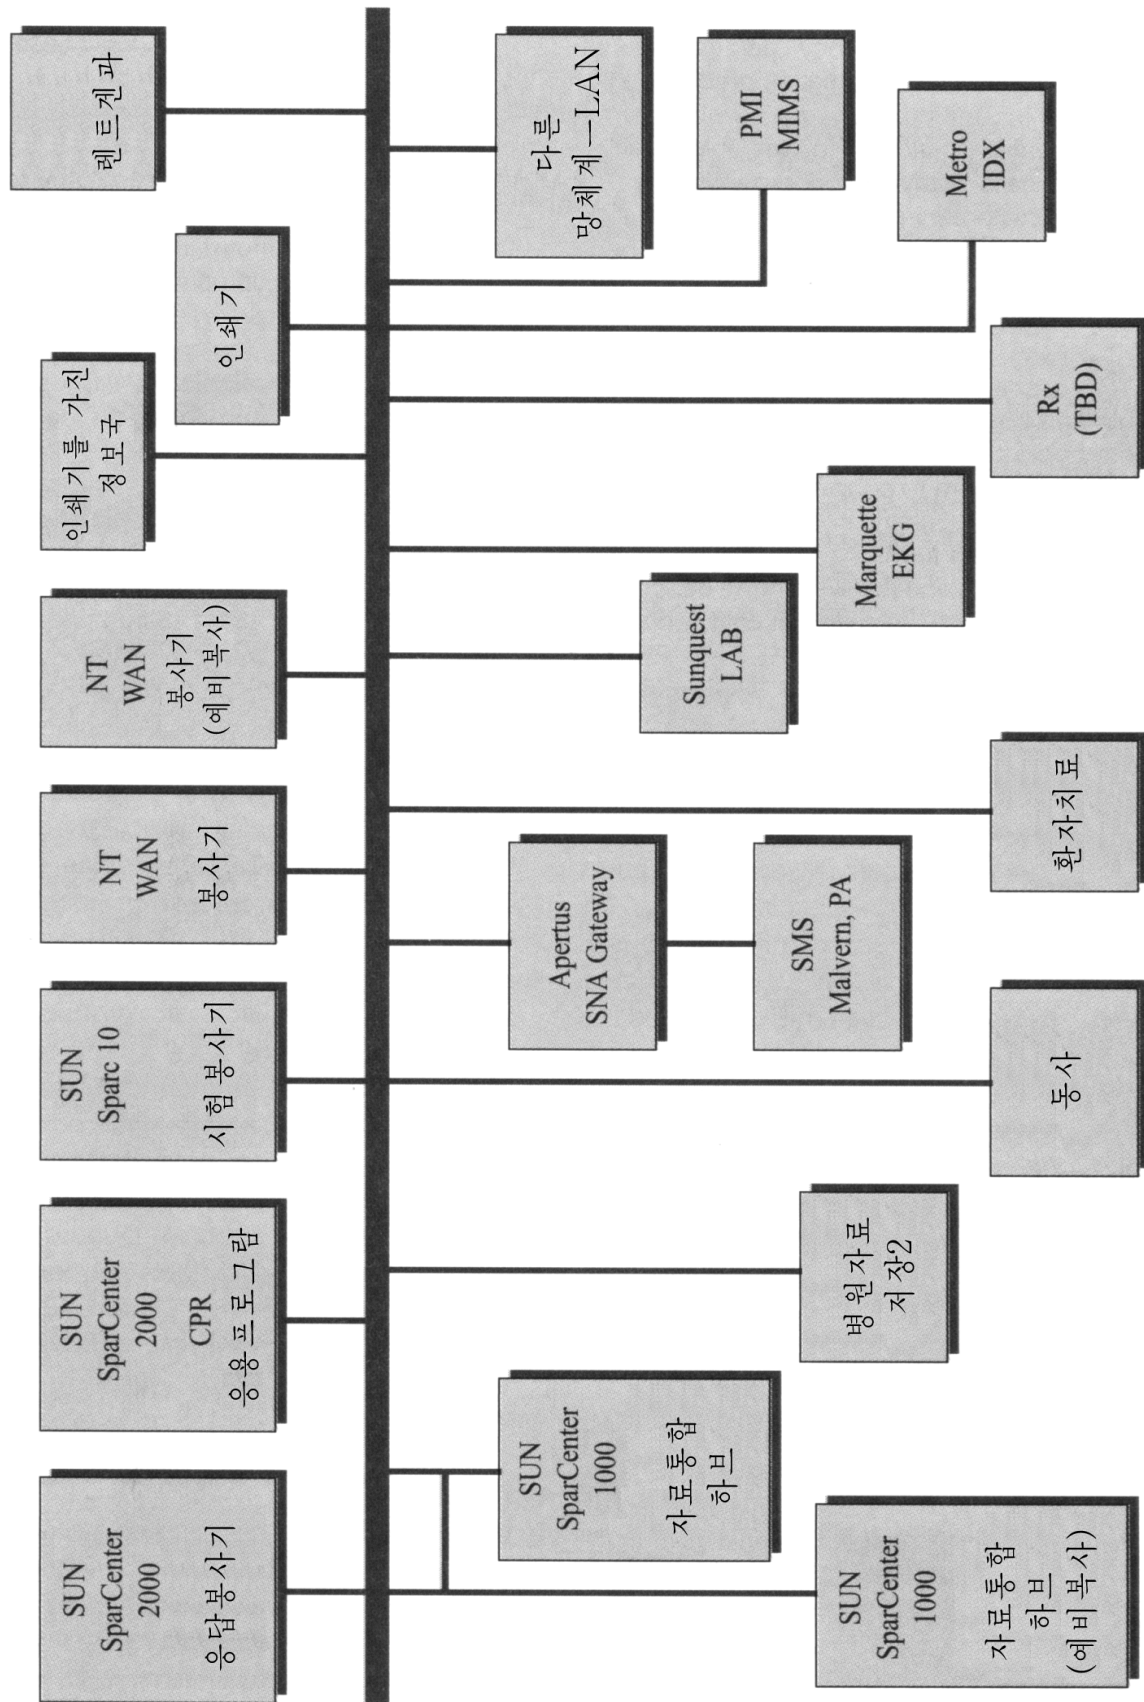 SUN
SparCenter
2000
응답봉사기
SUN
SparCenter
2000
CPR
응용프로그람
SUN
Sparc 10
시험봉사기
NT
WAN
봉사기
NT
WAN
봉사기
(예비복사)
인쇄기를 가진
정보국
인쇄기
렌트겐과
SUN
SparCenter
1000
자료통합
하브
SUN
SparCenter
1000
자료통합
하브
(예비복사)
병원자료
저장2
동사
Apertus
SNA Gateway
SMS
Malvern, PA
환자치료
Sunquest
LAB
Marquette
EKG
Rx
(TBD)
Metro
IDX
PMI
MIMS
다른
망체계—LAN